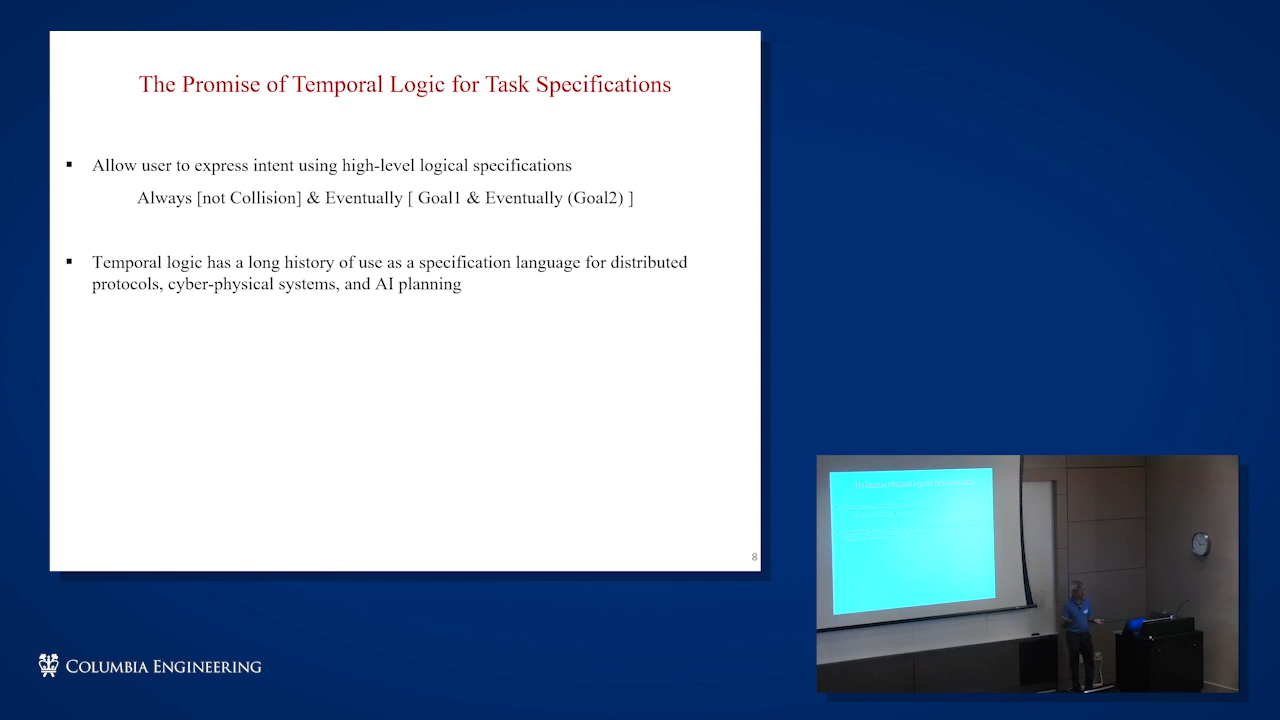 The Promise of Temporal Logic for Task Specifications
▪ Allow user to express intent using high-level logical specifications
Always [not Collision] & Eventually [ Goal1 & Eventually (Goal2) ]
▪ Temporal logic has a long history of use as a specification language for distributed
protocols, cyber-physical systems, and AI planning
8
COLUMBIA ENGINEERING